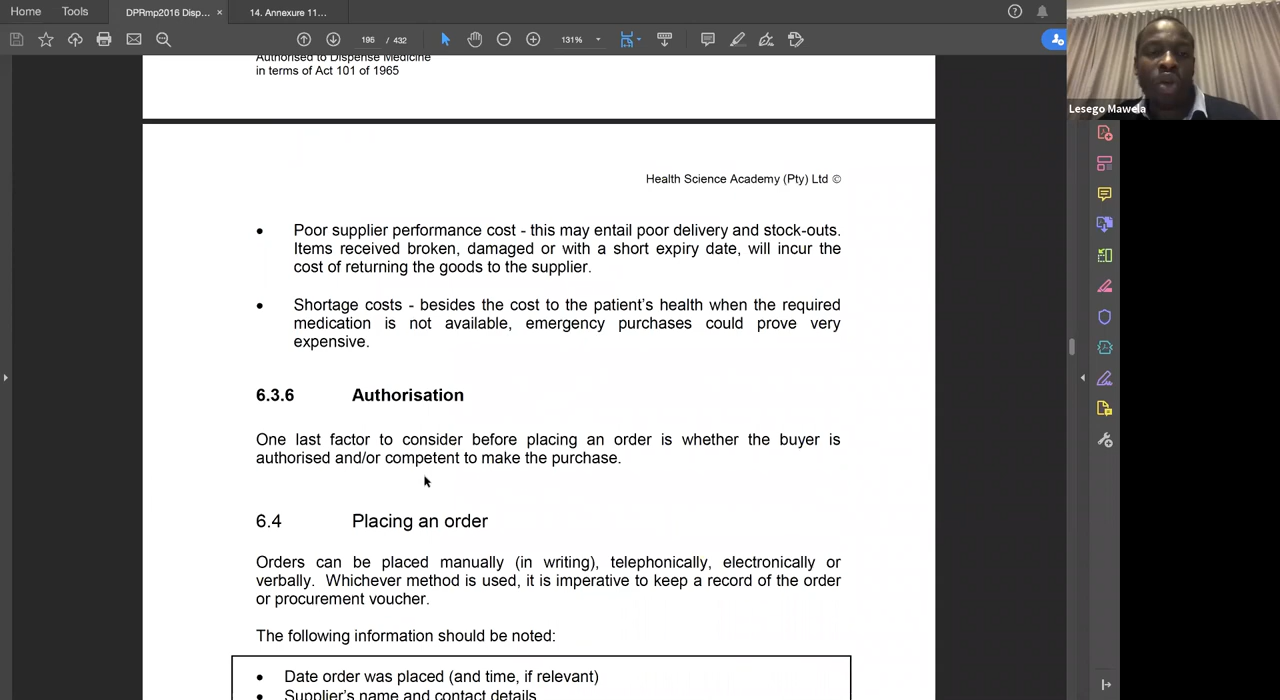 Home Tools DPRmp2016 Disp... × 14. Annexure 11...
196 / 432 131%
Lesego Mawela
Authorised to Dispense Medicine
in terms of Act 101 of 1965
Health Science Academy (Pty) Ltd ©
• Poor supplier performance cost - this may entail poor delivery and stock-outs.
Items received broken, damaged or with a short expiry date, will incur the
cost of returning the goods to the supplier.
• Shortage costs - besides the cost to the patient's health when the required
medication is not available, emergency purchases could prove very
expensive.
6.3.6 Authorisation
One last factor to consider before placing an order is whether the buyer is
authorised and/or competent to make the purchase.
6.4 Placing an order
Orders can be placed manually (in writing), telephonically, electronically or
verbally. Whichever method is used, it is imperative to keep a record of the order
or procurement voucher.
The following information should be noted:
• Date order was placed (and time, if relevant)
• Supplier's name and contact details